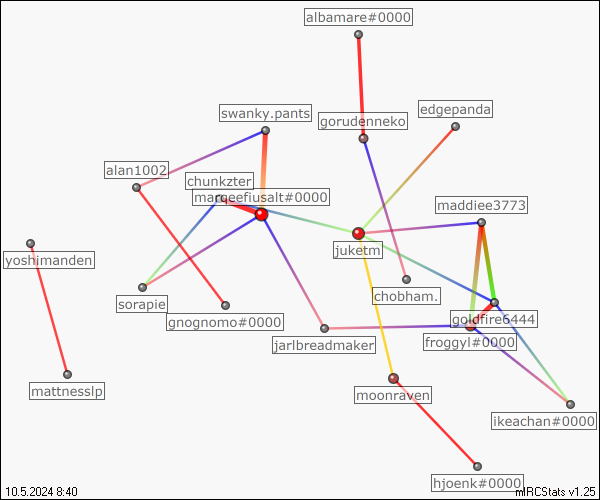 albamare#0000
swanky.pants
edgepanda
gorudenneko
alan1002
chunkzter
maroeefiusalt#0000
maddiee3773
juketm
yoshimanden
chobham.
sorapie
gnognomo#0000
goldfire6444
jarlbreadmaker
froggyl#0000
mattnesslp
moonraven
ikeachan#0000
hjoenk#0000
10.5.2024 8:40
mIRCStats v1.25